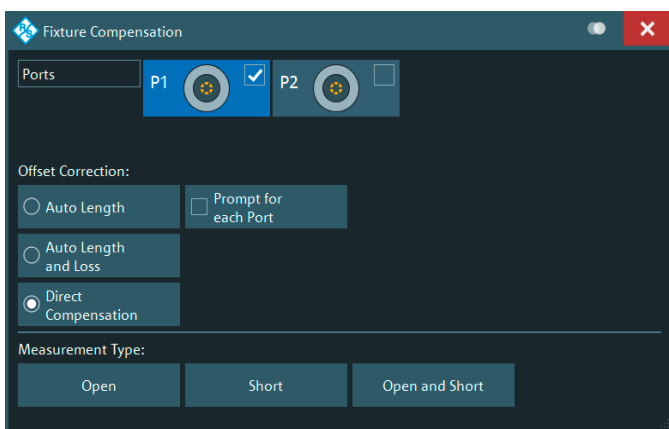 Fixture Compensation
Ports
P1
P2
Offset Correction:
Auto Length
Prompt for
each Port
Auto Length
and Loss
Direct
Compensation
Measurement Type:
Open
Short
Open and Short